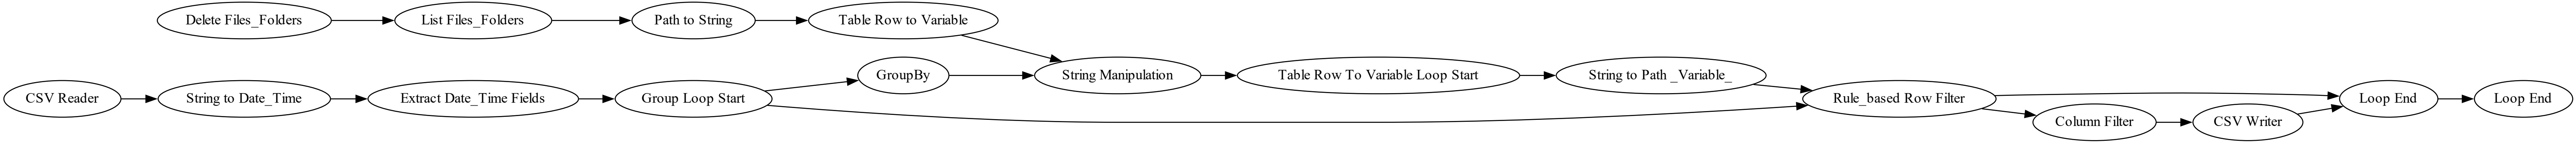 Delete Files_Folders
List Files_Folders
Path to String
Table Row to Variable
CSV Reader
String to Date_Time
Extract Date_Time Fields
Group Loop Start
GroupBy
String Manipulation
Table Row To Variable Loop Start
String to Path _Variable_
Rule_based Row Filter
Column Filter
CSV Writer
Loop End
Loop End